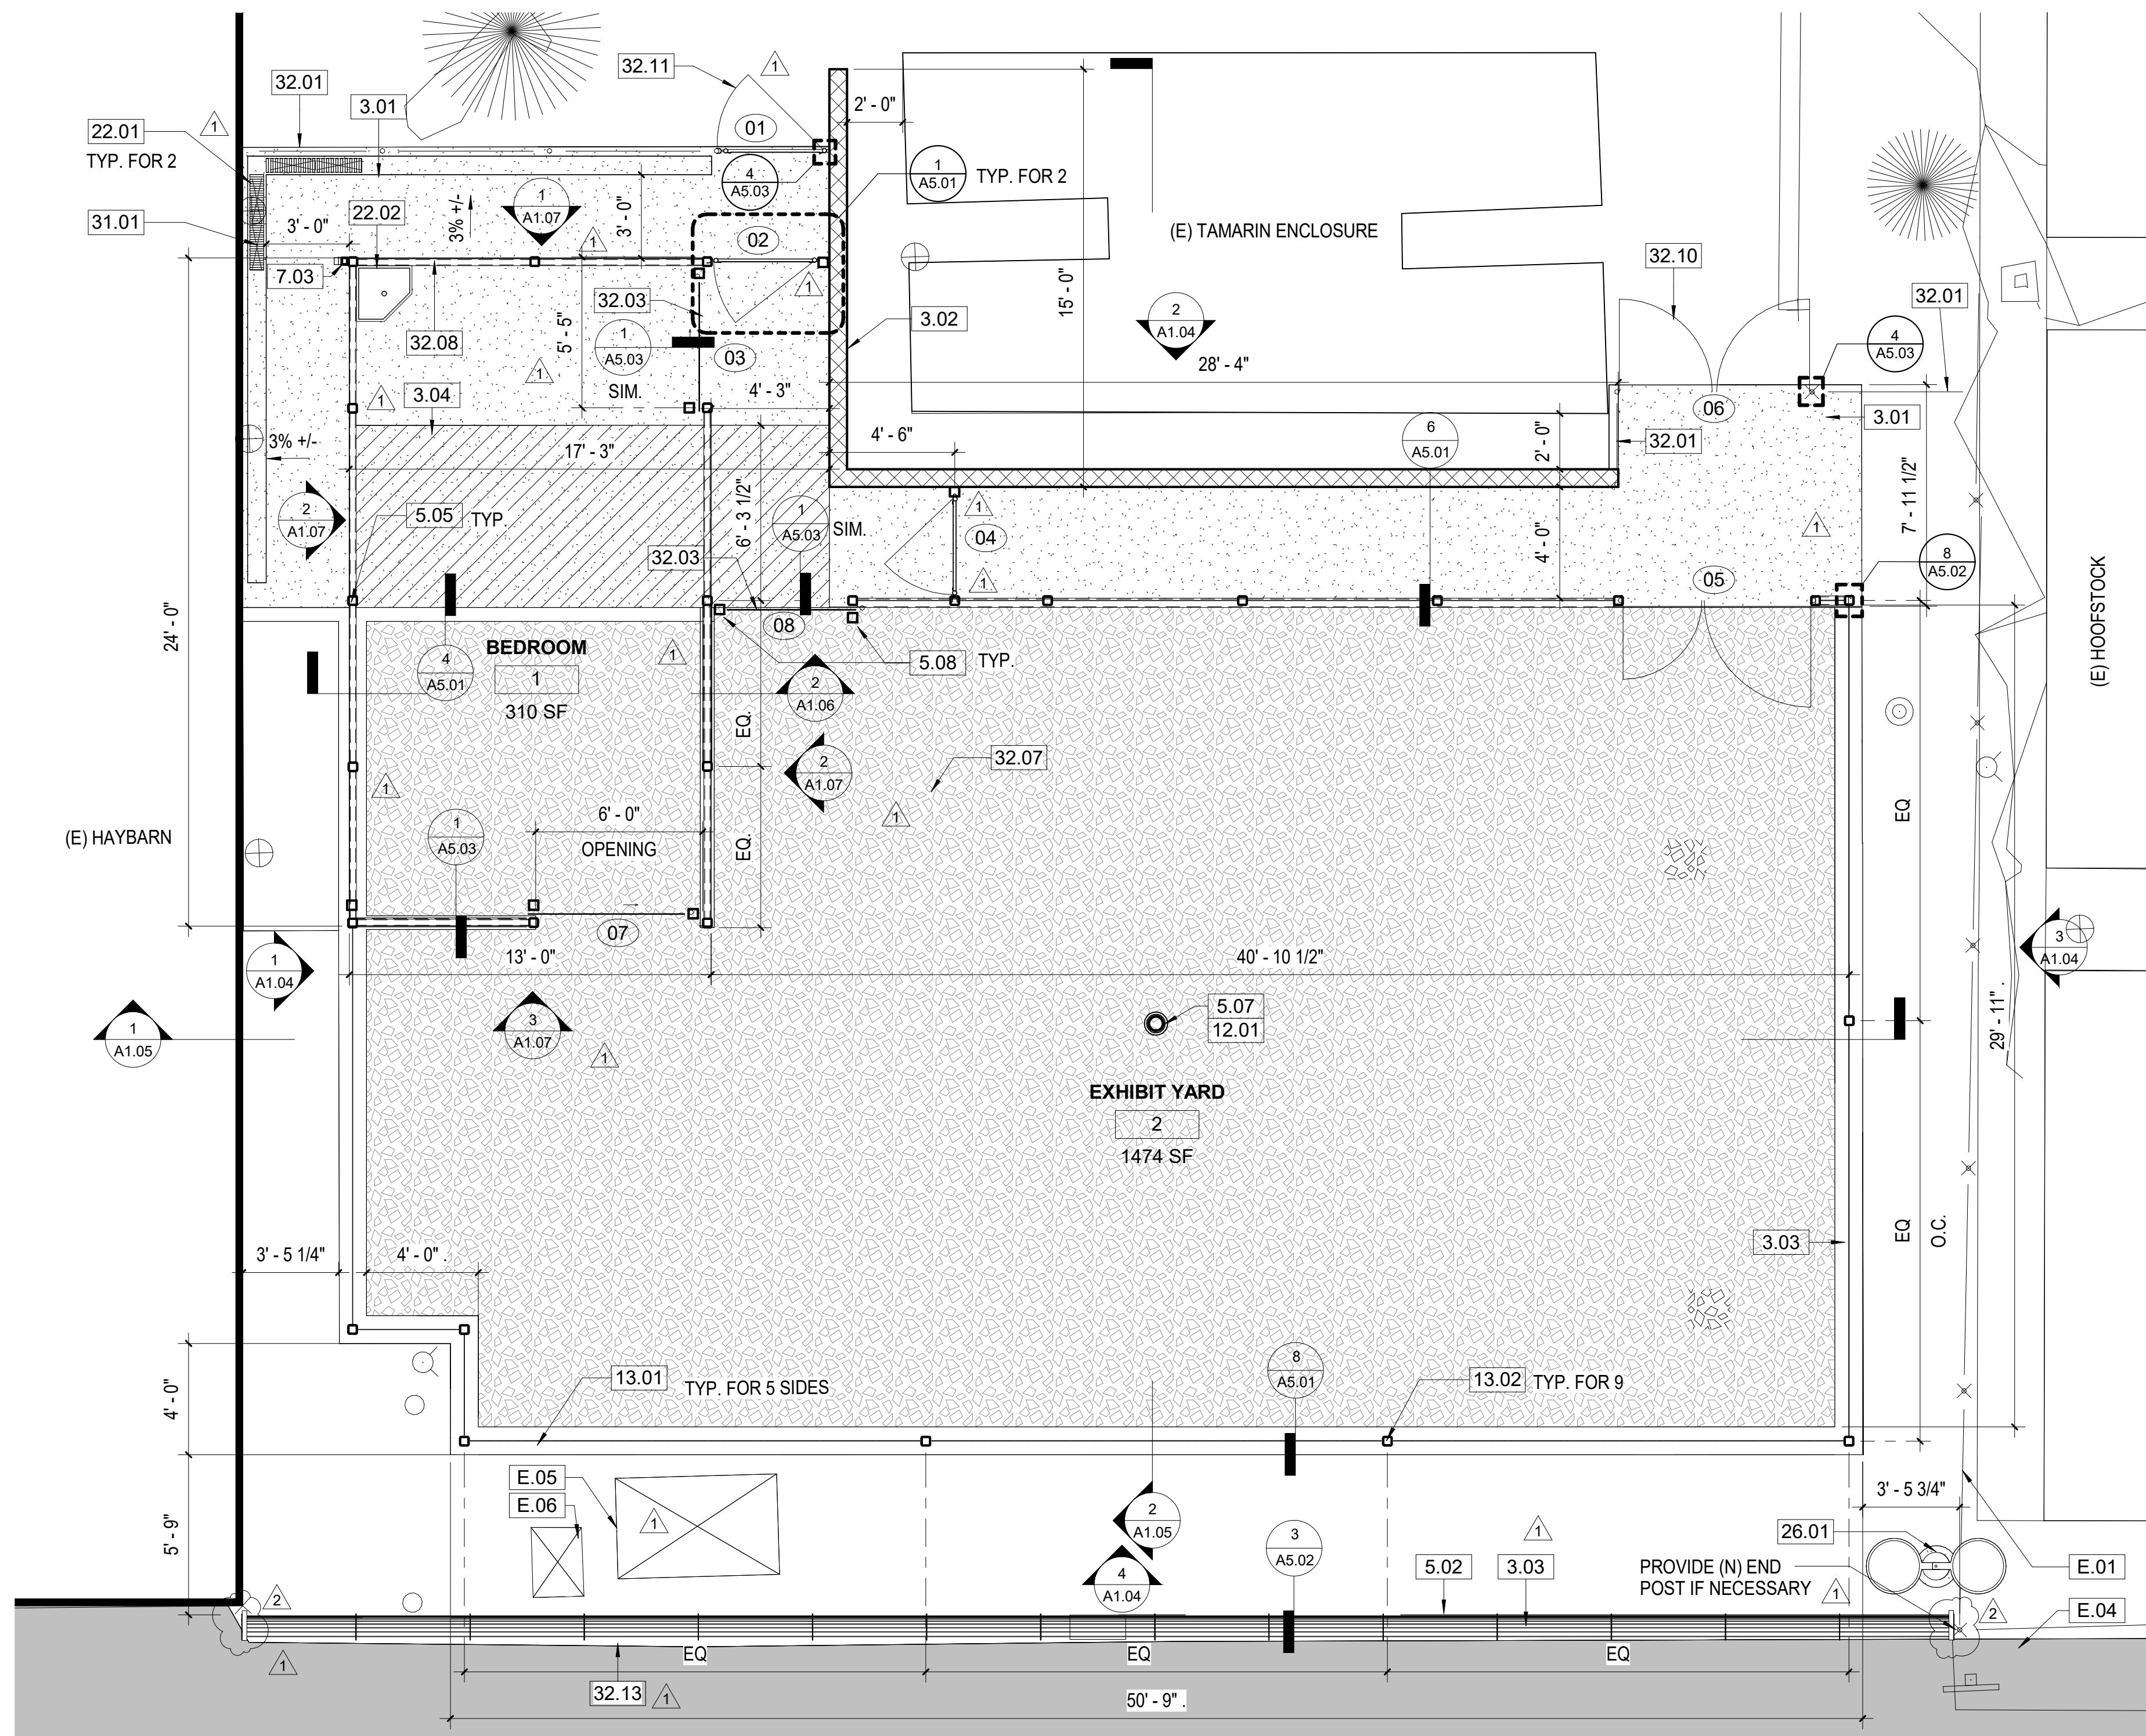 32.11
1
32.01
3.01
2' - 0"
22.01
1
TYP. FOR 2
01
4
A5.03
1
A5.01
TYP. FOR 2
31.01
3' - 0"
22.02
3% +/-
1
A1.07
3' - 0"
1
02
(E) TAMARIN ENCLOSURE
32.10
7.03
32.03
1
15' - 0"
32.01
3.02
2
A1.04
32.08
5' - 5"
1
A5.03
SIM.
03
4
A5.03
28' - 4"
1
1
3.04
4' - 3"
06
3.01
3% +/-
17' - 3"
4' - 6"
6
A5.01
2' - 0"
32.01
7' - 11 1/2"
2
A1.07
5.05
TYP.
6' - 3 1/2"
1
A5.03
SIM.
1
04
4' - 0"
1
32.03
1
05
8
A5.02
24' - 0"
(E) HOOFSTOCK
BEDROOM
1
310 SF
1
08
5.08
TYP.
4
A5.01
2
A1.06
EQ.
2
A1.07
32.07
1
1
EQ
(E) HAYBARN
1
A5.03
6' - 0"
OPENING
EQ.
07
1
A1.04
13' - 0"
40' - 10 1/2"
3
A1.04
1
A1.05
3
A1.07
1
5.07
12.01
29' - 11" .
EXHIBIT YARD
2
1474 SF
3' - 5 1/4"
4' - 0" .
3.03
EQ
O.C.
13.01
TYP. FOR 5 SIDES
8
A5.01
13.02
TYP. FOR 9
4' - 0"
E.05
E.06
1
3' - 5 3/4"
5' - 9"
2
A1.05
3
A5.02
1
26.01
4
A1.04
5.02
3.03
PROVIDE (N) END
POST IF NECESSARY
1
E.01
2
2
E.04
1
EQ
EQ
EQ
32.13
1
50' - 9" .